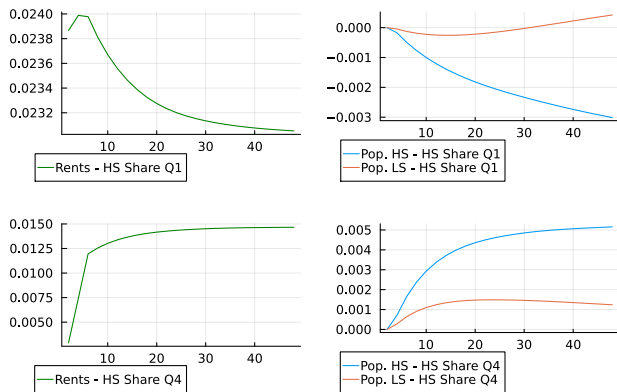 0.0240
0.0238
0.0236
0.0234
0.0232
10 20 30 40
Rents - HS Share Q1
0.000
−0.001
−0.002
−0.003
10 20 30 40
Pop. HS - HS Share Q1
Pop. LS - HS Share Q1
0.0150
0.0125
0.0100
0.0075
0.0050
10 20 30 40
Rents - HS Share Q4
0.005
0.004
0.003
0.002
0.001
0.000
10 20 30 40
Pop. HS - HS Share Q4
Pop. LS - HS Share Q4